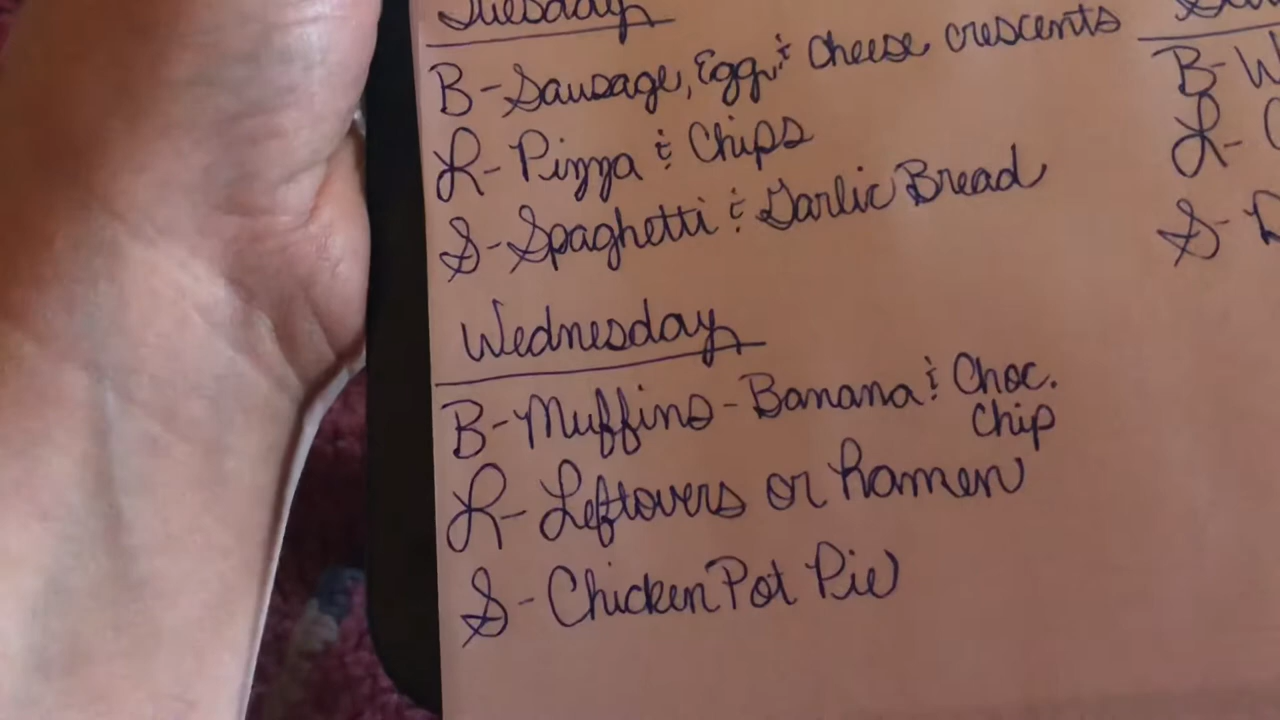 Tuesday
B-Sausage, Egg, & Cheese crescents
L-Pizza & Chips
S-Spaghetti & Garlic Bread
Wednesday
B-Muffins-Banana & Choc.
Chip
L-Leftovers or Ramen
S-Chicken Pot Pie
B-W
L-
S-